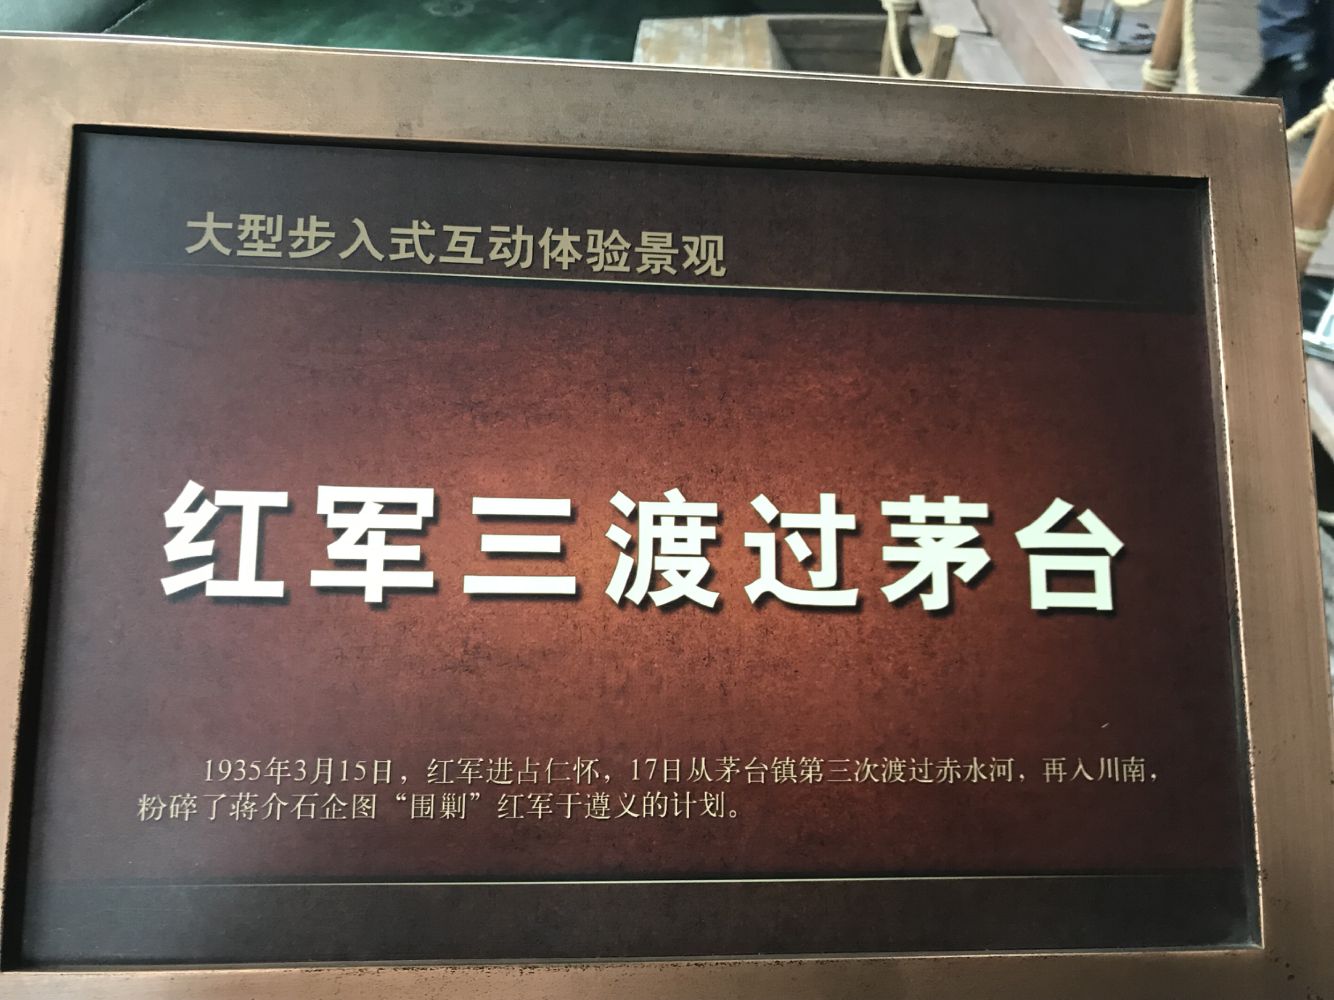 大型步入式互动体验景观
红军三渡过茅台
1935年3月15日，红军进占仁怀，17日从茅台镇第三次渡过赤水河，再入川南，
粉碎了蒋介石企图“围剿”红军于遵义的计划。